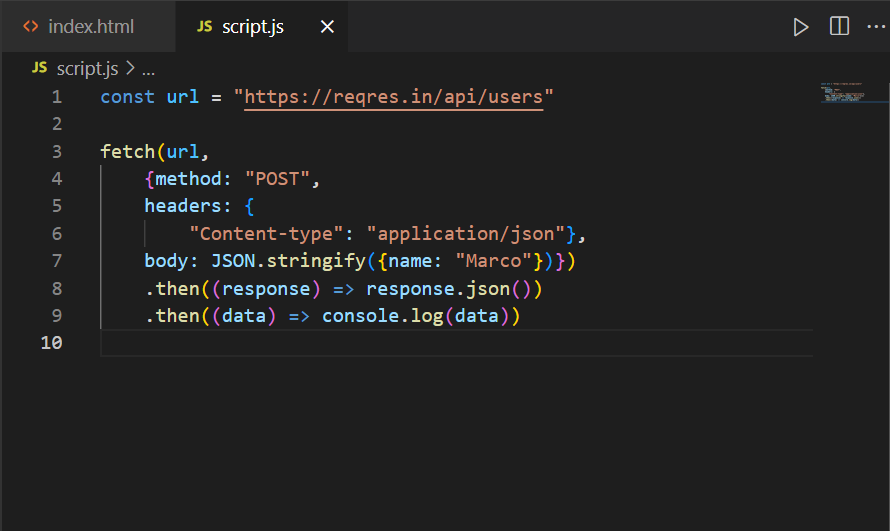 index.html JS script.js
JS script.js > ...
1 const url = "https://reqres.in/api/users"
2
3 fetch(url,
4 {method: "POST",
5 headers: {
6 "Content-type": "application/json"},
7 body: JSON.stringify({name: "Marco"})})
8 .then((response) => response.json())
9 .then((data) => console.log(data))
10